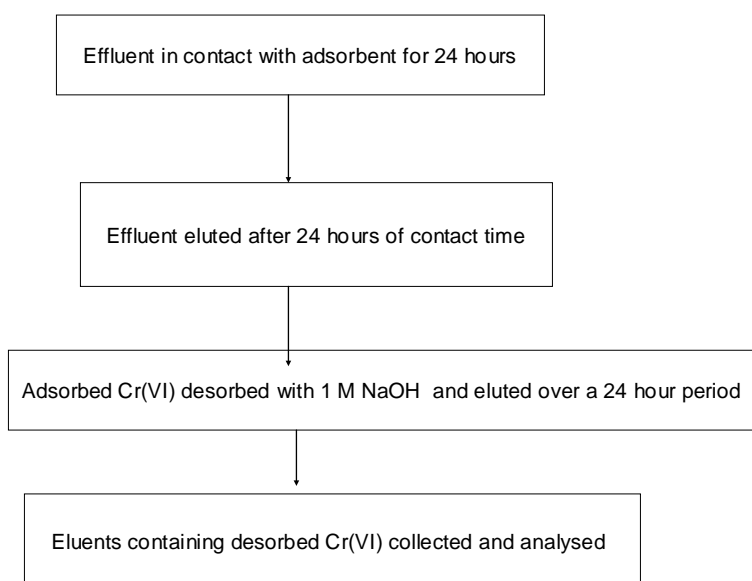 Effluent in contact with adsorbent for 24 hours
Effluent eluted after 24 hours of contact time
Adsorbed Cr(VI) desorbed with 1 M NaOH  and eluted over a 24 hour period
Eluents containing desorbed Cr(VI) collected and analysed